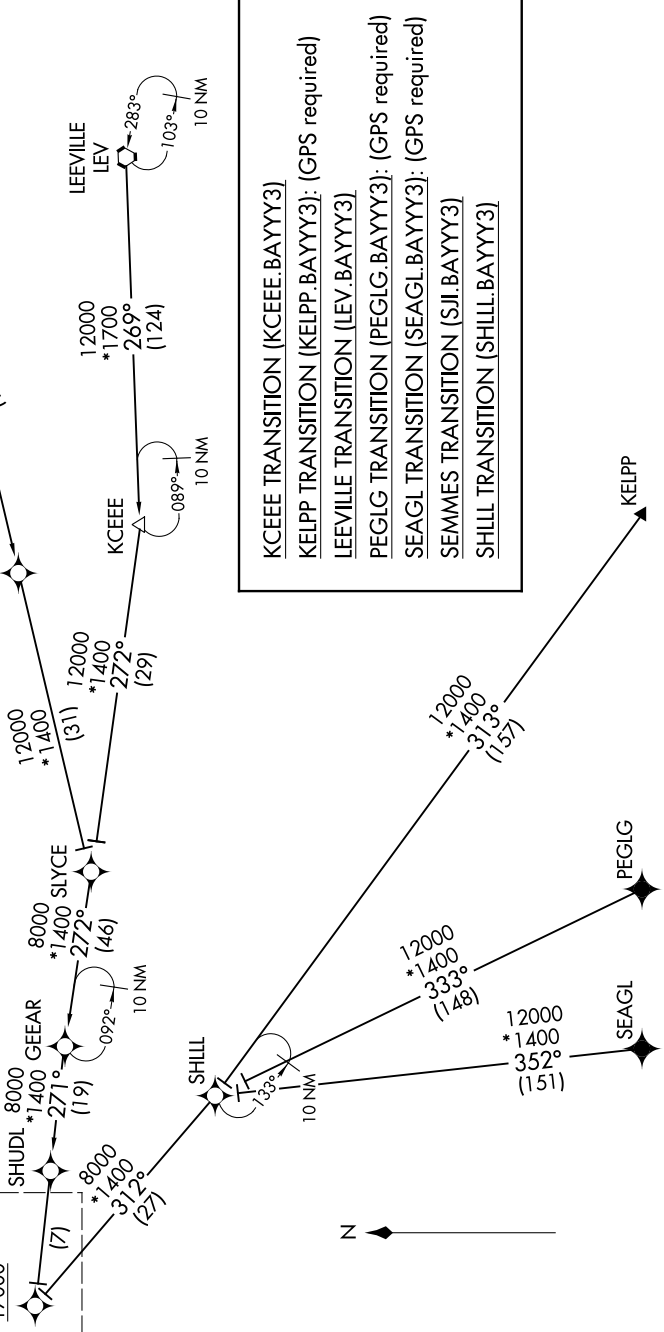 LEEVILLE
LEV
283°
103°
10 NM
12000
*1700
269°
(124)
KCEEE
089°
10 NM
12000
*1400
272°
(29)
12000
*1400
(31)
SLYCE
8000
*1400
272°
(46)
GEEAR
092°
10 NM
8000
*1400
271°
(19)
SHUDL
(7)
8000
*1400
312°
(27)
SHLLL
133°
10 NM
12000
*1400
313°
(157)
KELPP
12000
*1400
333°
(148)
PEGLG
12000
*1400
352°
(151)
SEAGL
N
KCEEE TRANSITION (KCEEE.BAYYY3)
KELPP TRANSITION (KELPP.BAYYY3): (GPS required)
LEEVILLE TRANSITION (LEV.BAYYY3)
PEGLG TRANSITION (PEGLG.BAYYY3): (GPS required)
SEAGL TRANSITION (SEAGL.BAYYY3): (GPS required)
SEMMES TRANSITION (SJI.BAYYY3)
SHLLL TRANSITION (SHLLL.BAYYY3)